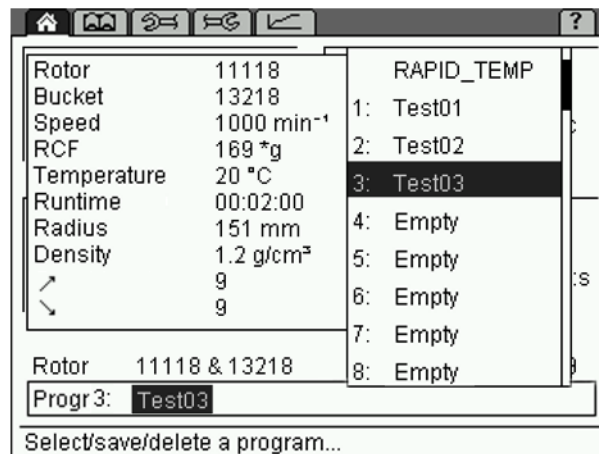 ?
Rotor 11118
Bucket 13218
Speed 1000 min⁻¹
RCF 169 *g
Temperature 20 °C
Runtime 00:02:00
Radius 151 mm
Density 1.2 g/cm³
↗ 9
↘ 9
RAPID_TEMP
1: Test01
2: Test02
3: Test03
4: Empty
5: Empty
6: Empty
7: Empty
8: Empty
Rotor 11118 & 13218
Progr 3: Test03
Select/save/delete a program...